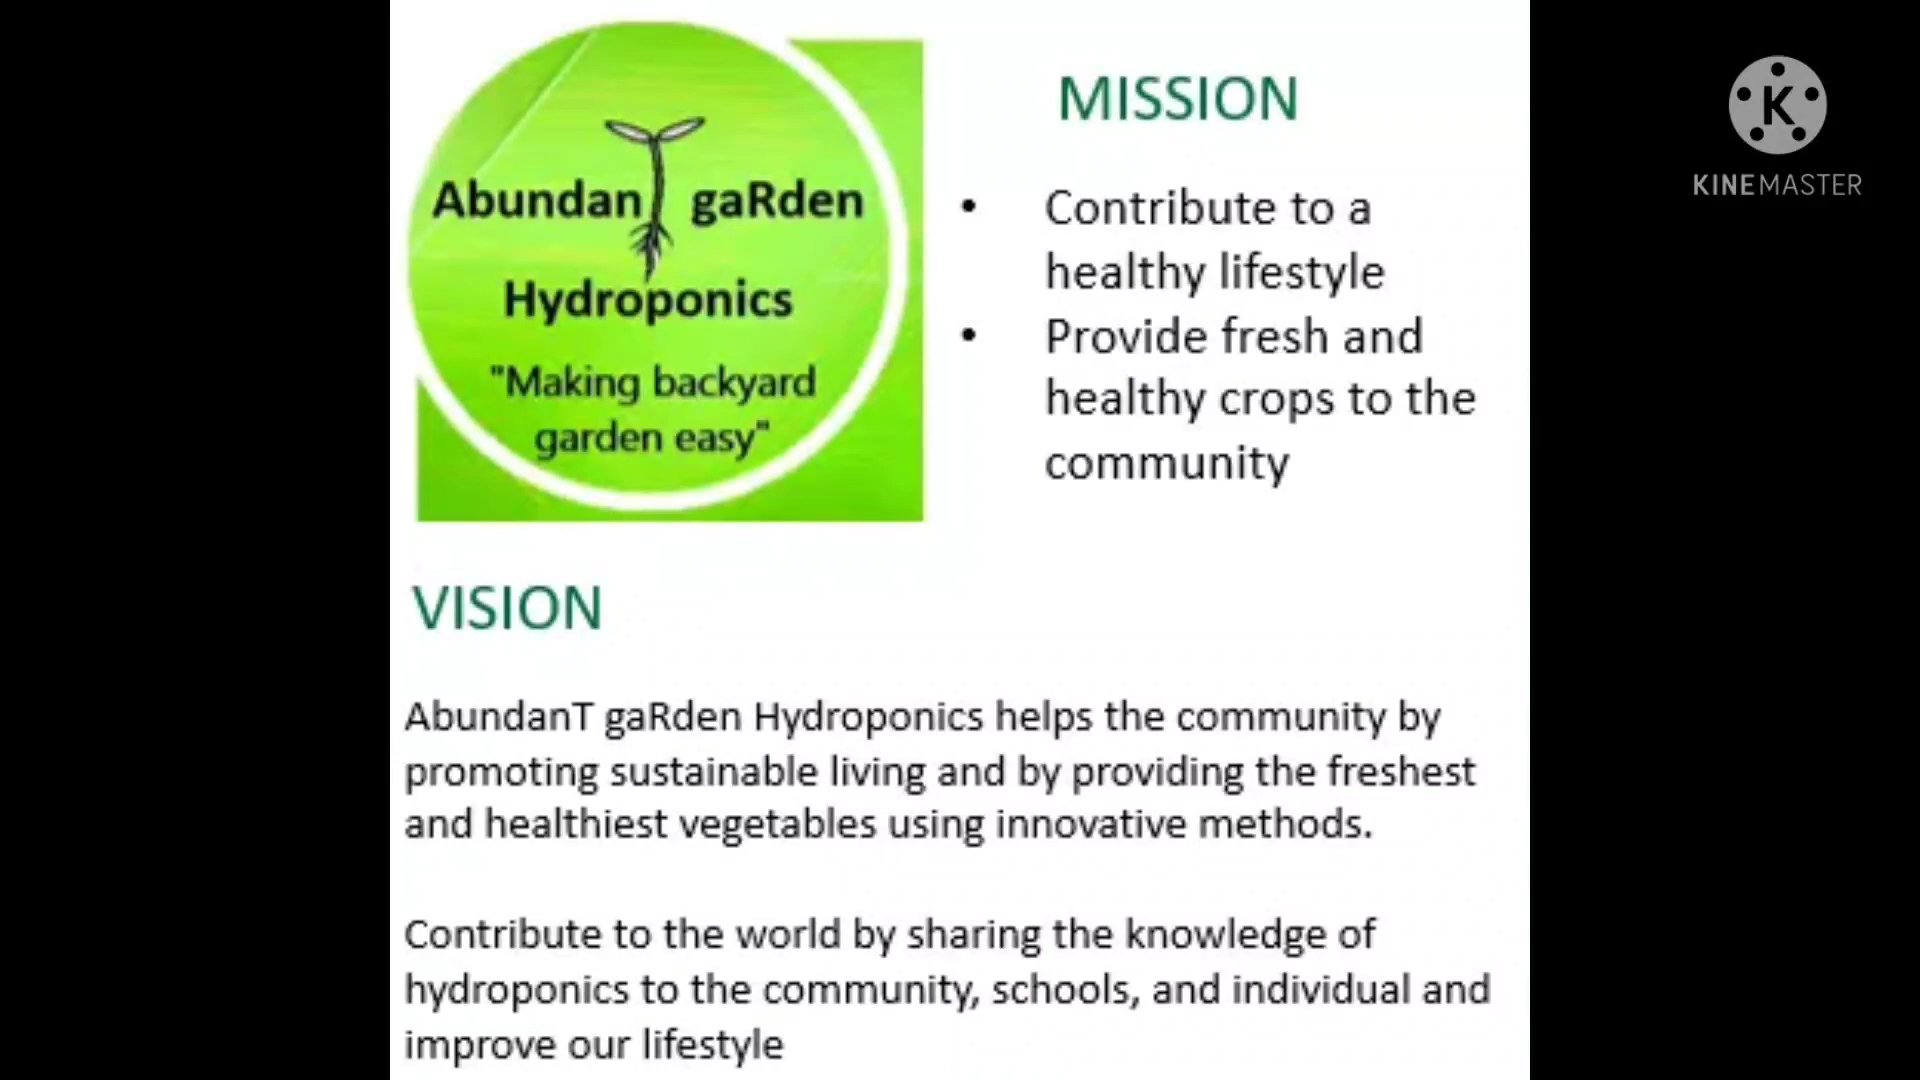 Abundan gaRden
Hydroponics
"Making backyard
garden easy"
MISSION
• Contribute to a
healthy lifestyle
• Provide fresh and
healthy crops to the
community
VISION
AbundanT gaRden Hydroponics helps the community by
promoting sustainable living and by providing the freshest
and healthiest vegetables using innovative methods.
Contribute to the world by sharing the knowledge of
hydroponics to the community, schools, and individual and
improve our lifestyle
K
KINEMASTER